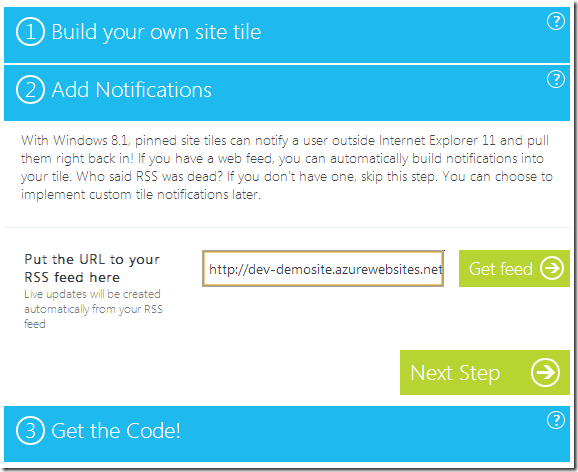 1 Build your own site tile
?
2 Add Notifications
?
With Windows 8.1, pinned site tiles can notify a user outside Internet Explorer 11 and pull
them right back in! If you have a web feed, you can automatically build notifications into
your tile. Who said RSS was dead? If you don't have one, skip this step. You can choose to
implement custom tile notifications later.
Put the URL to your
RSS feed here
Live updates will be created
automatically from your RSS
feed
http://dev-demosite.azurewebsites.net
Get feed
Next Step
3 Get the Code!
?